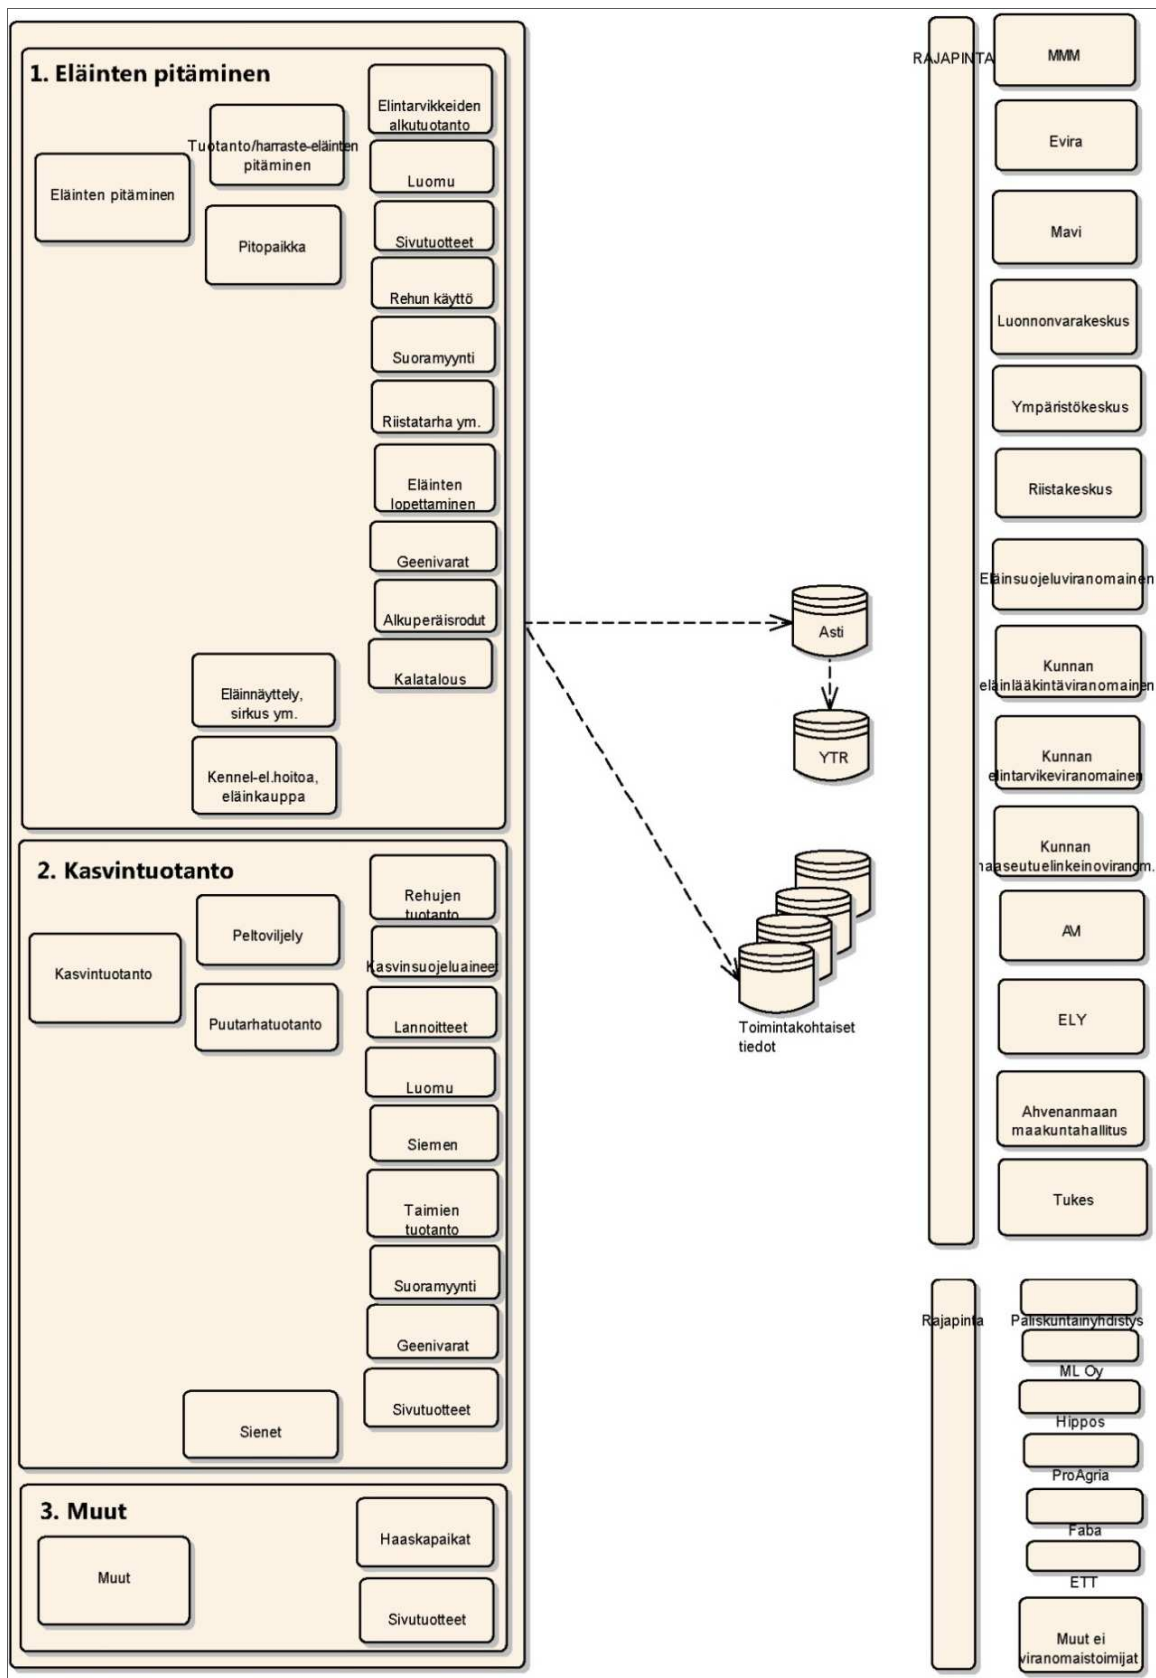 1. Eläinten pitäminen
Eläinten pitäminen
Tuotanto/harraste-eläinten
pitäminen
Pitopaikka
Elintarvikkeiden
alkutuotanto
Luomu
Sivutuotteet
Rehun käyttö
Suoramyynti
Riistatarha ym.
Eläinten
lopettaminen
Geenivarat
Alkuperäisrodut
Kalatalous
Eläinnäyttely,
sirkus ym.
Kennel-el.hoitoa,
eläinkauppa
2. Kasvintuotanto
Kasvintuotanto
Peltoviljely
Puutarhatuotanto
Rehujen
tuotanto
Kasvinsuojeluaineet
Lannoitteet
Luomu
Siemen
Taimien
tuotanto
Suoramyynti
Geenivarat
Sivutuotteet
Sienet
3. Muut
Muut
Haaskapaikat
Sivutuotteet
Asti
YTR
Toimintakohtaiset
tiedot
RAJAPINTA
MMM
Evira
Mavi
Luonnonvarakeskus
Ympäristökeskus
Riistakeskus
Eläinsuojeluviranomainen
Kunnan
eläinlääkintäviranomainen
Kunnan
elintarvikeviranomainen
Kunnan
maaseutuelinkeinoviranom.
AVI
ELY
Ahvenanmaan
maakuntahallitus
Tukes
Rajapinta
Paliskuntainyhdistys
ML Oy
Hippos
ProAgria
Faba
ETT
Muut ei
viranomaistoimijat